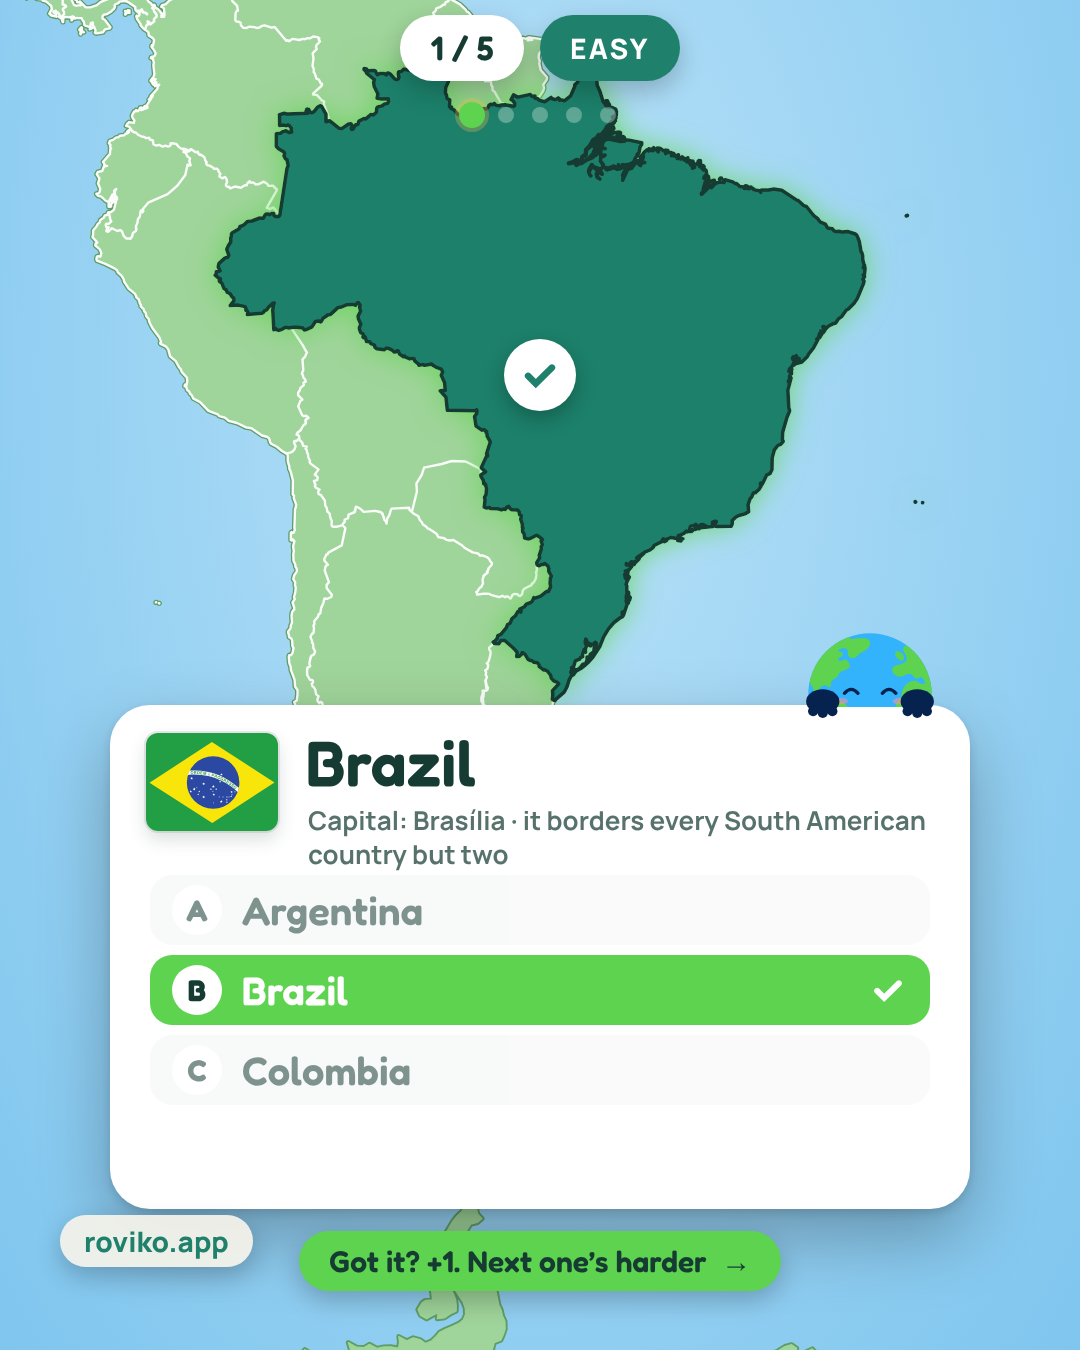 1 / 5
EASY
Brazil
Capital: Brasília · it borders every South American
country but two
A Argentina
B Brazil
C Colombia
roviko.app
Got it? +1. Next one’s harder →